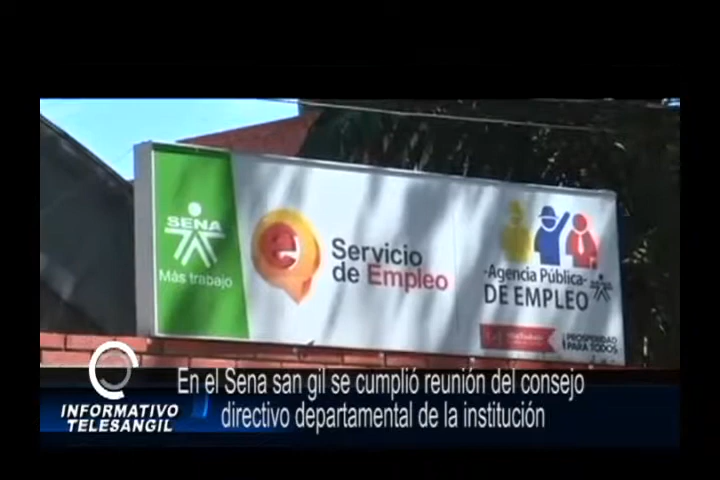 SENA
Más trabajo
Servicio
de Empleo
-Agencia Pública-
DE EMPLEO
PROSPERIDAD
PARA TODOS
En el Sena san gil se cumplió reunión del consejo
directivo departamental de la institución
INFORMATIVO
TELESANGIL